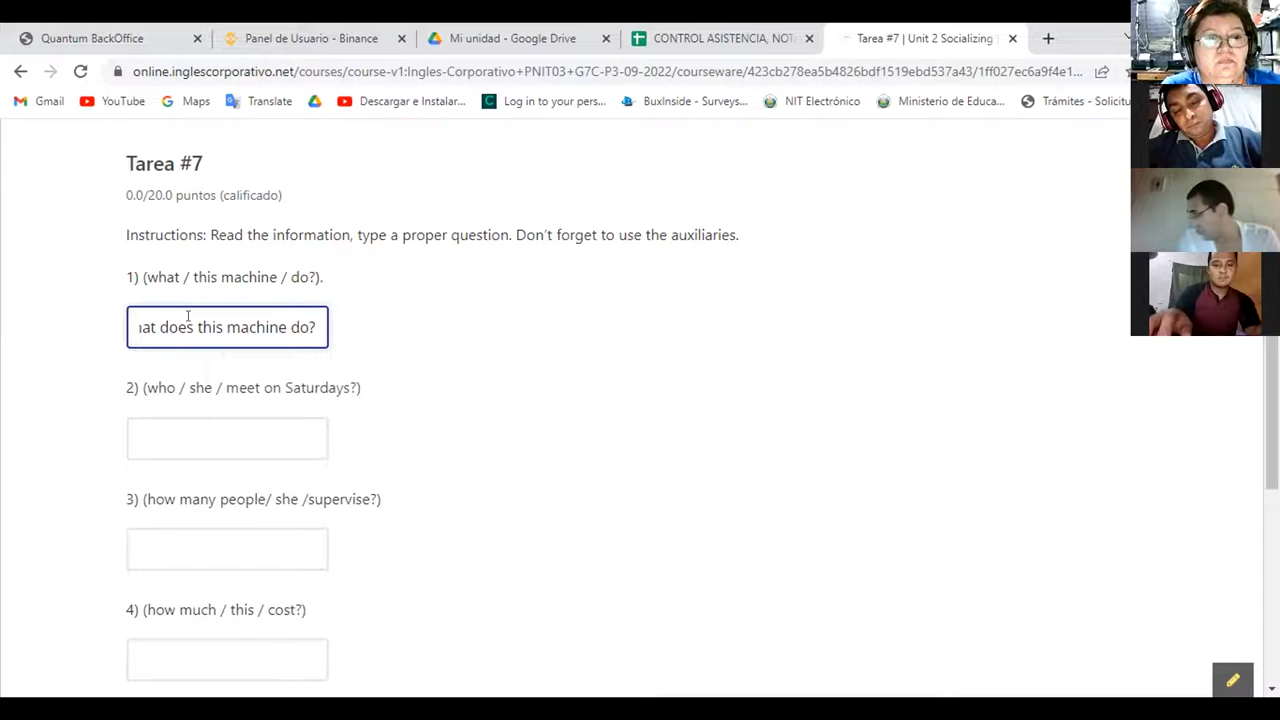 Quantum BackOffice
Panel de Usuario - Binance
Mi unidad - Google Drive
CONTROL ASISTENCIA, NOT
Tarea #7 | Unit 2 Socializing
online.inglescorporativo.net/courses/course-v1:Ingles-Corporativo+PNIT03+G7C-P3-09-2022/courseware/
Gmail
YouTube
Maps
Translate
Descargar e Instalar...
Log in to your pers...
BuxInside - Surveys...
NIT Electrónico
Ministerio de Educa...
Trámites - Solicitu
Tarea #7
0.0/20.0 puntos (calificado)
Instructions: Read the information, type a proper question. Don't forget to use the auxiliaries.
1) (what / this machine / do?).
hat does this machine do?
2) (who / she / meet on Saturdays?)
3) (how many people/ she /supervise?)
4) (how much / this / cost?)